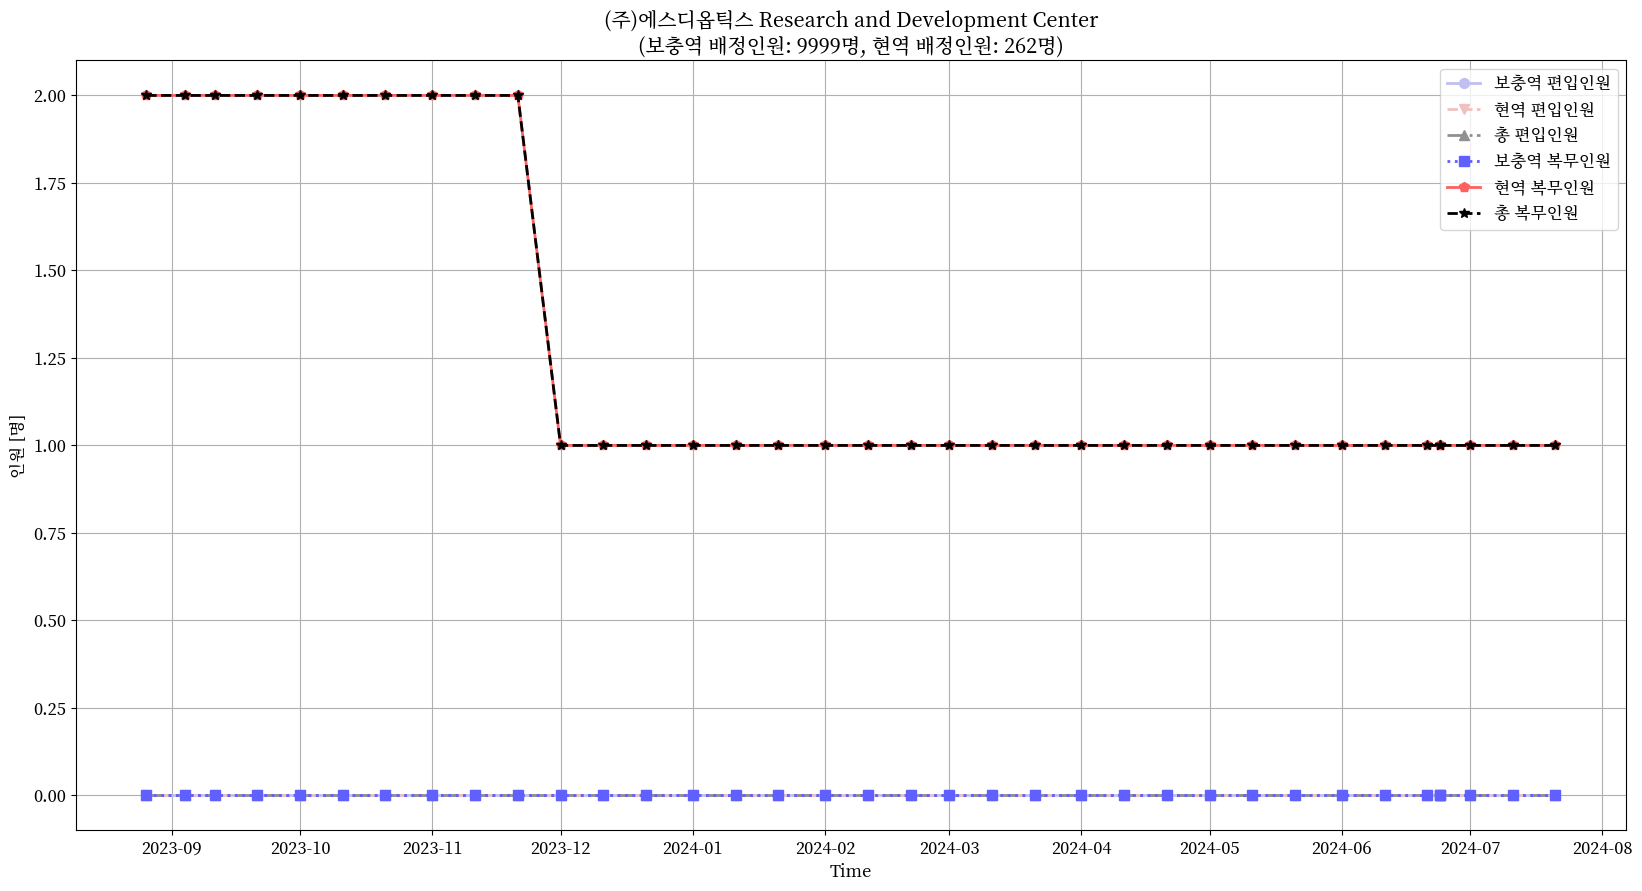 (주)에스디옵틱스 Research and Development Center
(보충역 배정인원: 9999명, 현역 배정인원: 262명)
보충역 편입인원
현역 편입인원
총 편입인원
보충역 복무인원
현역 복무인원
총 복무인원
인원 [명]
2.00
1.75
1.50
1.25
1.00
0.75
0.50
0.25
0.00
2023-09 2023-10 2023-11 2023-12 2024-01 2024-02 2024-03 2024-04 2024-05 2024-06 2024-07 2024-08
Time